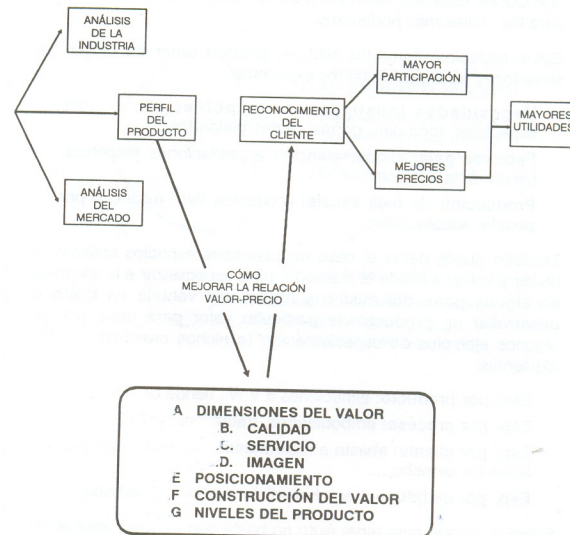 ANÁLISIS
DE
LA INDUSTRIA
PERFIL
DEL
PRODUCTO
ANÁLISIS
DEL
MERCADO
RECONOCIMIENTO
DEL
CLIENTE
MAYOR
PARTICIPACIÓN
MEJORES
PRECIOS
MAYORES
UTILIDADES
CÓMO
MEJORAR LA RELACIÓN
VALOR-PRECIO
A DIMENSIONES DEL VALOR
B. CALIDAD
C. SERVICIO
D. IMAGEN
E POSICIONAMIENTO
F CONSTRUCCIÓN DEL VALOR
G NIVELES DEL PRODUCTO